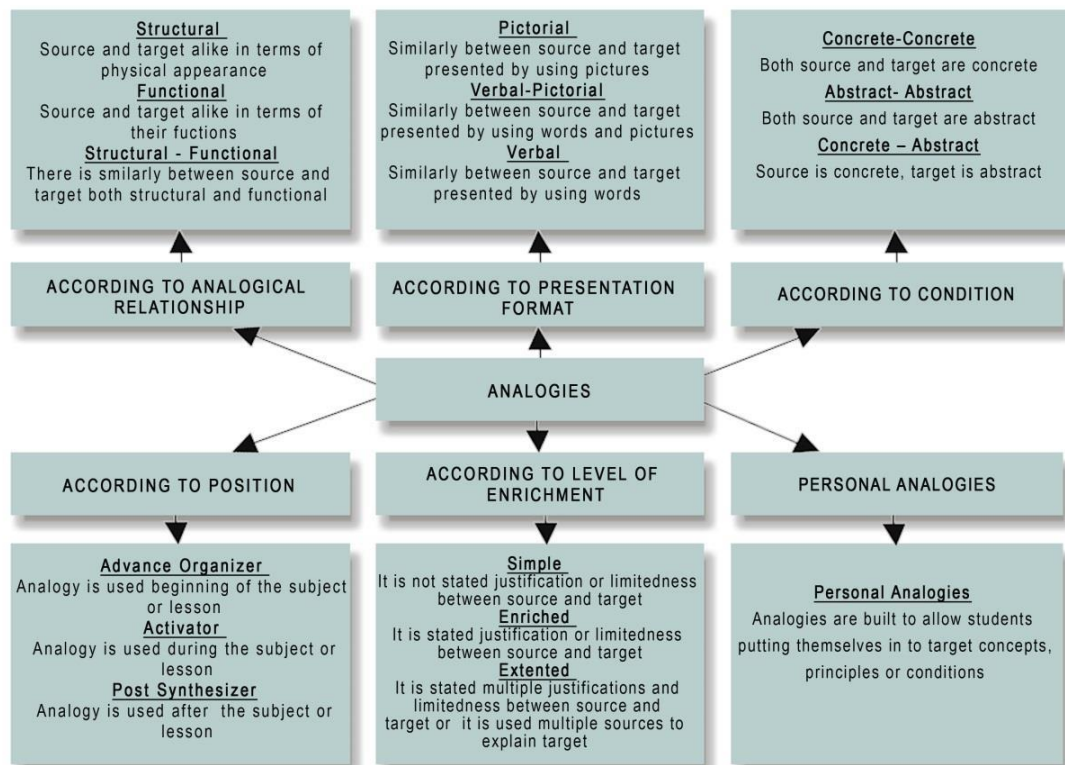 Structural
Source and target alike in terms of
physical appearance
Functional
Source and target alike in terms of
their fuctions
Structural - Functional
There is smilarly between source and
target both structural and functional
Pictorial
Similarly between source and target
presented by using pictures
Verbal-Pictorial
Similarly between source and target
presented by using words and pictures
Verbal
Similarly between source and target
presented by using words
Concrete-Concrete
Both source and target are concrete
Abstract- Abstract
Both source and target are abstract
Concrete – Abstract
Source is concrete, target is abstract
ACCORDING TO ANALOGICAL
RELATIONSHIP
ACCORDING TO PRESENTATION
FORMAT
ACCORDING TO CONDITION
ANALOGIES
ACCORDING TO POSITION
ACCORDING TO LEVEL OF
ENRICHMENT
PERSONAL ANALOGIES
Advance Organizer
Analogy is used beginning of the subject
or lesson
Activator
Analogy is used during the subject or
lesson
Post Synthesizer
Analogy is used after the subject or
lesson
Simple
It is not stated justification or limitedness
between source and target
Enriched
It is stated justification or limitedness
between source and target
Extented
It is stated multiple justifications and
limitedness between source and
target or it is used multiple sources to
explain target
Personal Analogies
Analogies are built to allow students
putting themselves in to target concepts,
principles or conditions